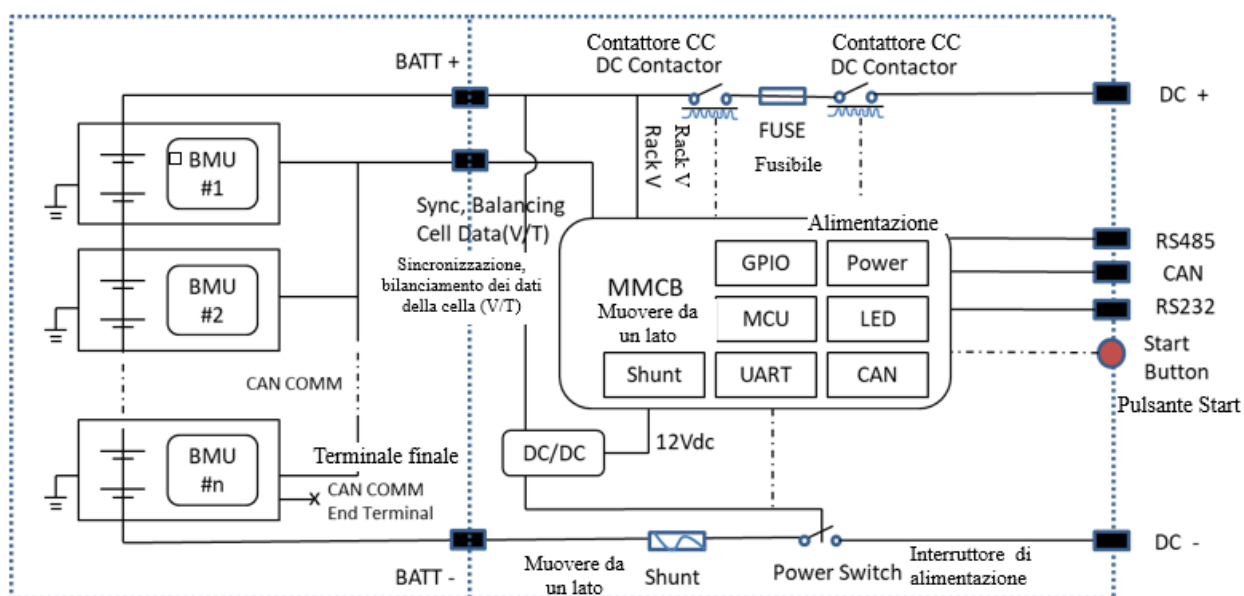 Contattore CC
DC Contactor
Contattore CC
DC Contactor
BATT +
DC +
FUSE
Fusibile
Rack V
Rack V
BMU
#1
Sync, Balancing
Cell Data(V/T)
Sincronizzazione,
bilanciamento dei dati
della cella (V/T)
Alimentazione
MMCB
Muovere da
un lato
GPIO
Power
MCU
LED
Shunt
UART
CAN
RS485
CAN
RS232
Start
Button
Pulsante Start
BMU
#2
CAN COMM
BMU
#n
Terminale finale
CAN COMM
End Terminal
DC/DC
12Vdc
BATT -
Muovere da
un lato
Shunt
Power Switch
Interruttore di
alimentazione
DC -